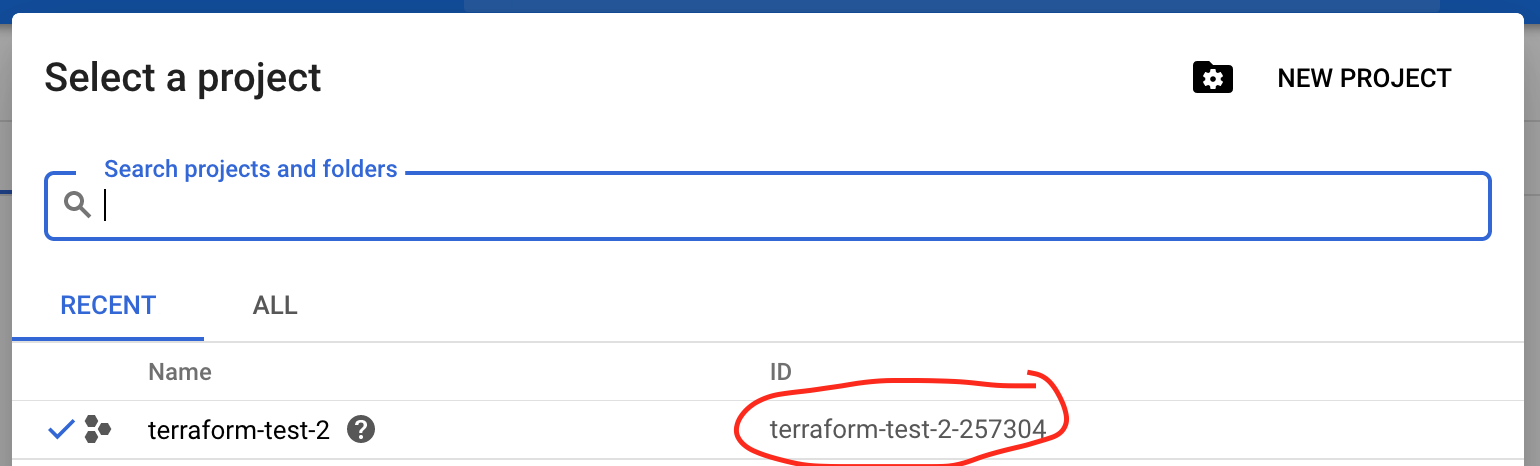 Select a project
NEW PROJECT
Search projects and folders
RECENT ALL
Name ID
terraform-test-2 ? terraform-test-2-257304